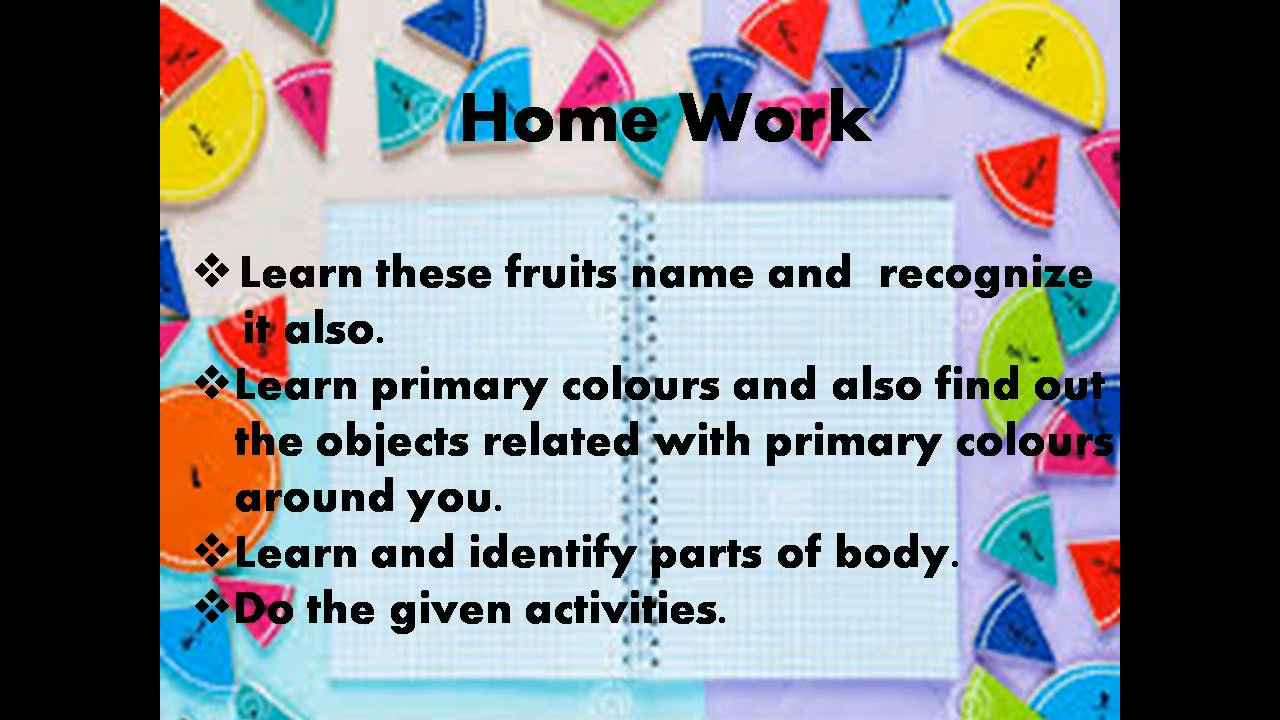 Home Work
❖ Learn these fruits name and recognize
it also.
❖ Learn primary colours and also find out
the objects related with primary colours
around you.
❖ Learn and identify parts of body.
❖ Do the given activities.